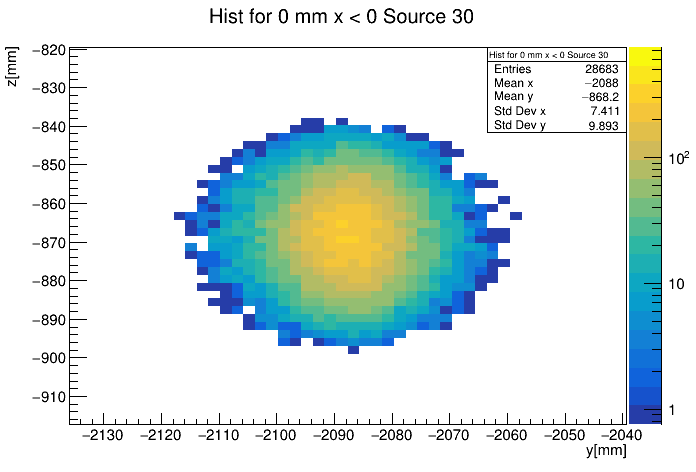 Hist for 0 mm x < 0 Source 30
z[mm]
−820
−830
−840
−850
−860
−870
−880
−890
−900
−910
Hist for 0 mm x < 0 Source 30
Entries 28683
Mean x −2088
Mean y −868.2
Std Dev x 7.411
Std Dev y 9.893
10²
10
1
−2130 −2120 −2110 −2100 −2090 −2080 −2070 −2060 −2050 −2040
y[mm]